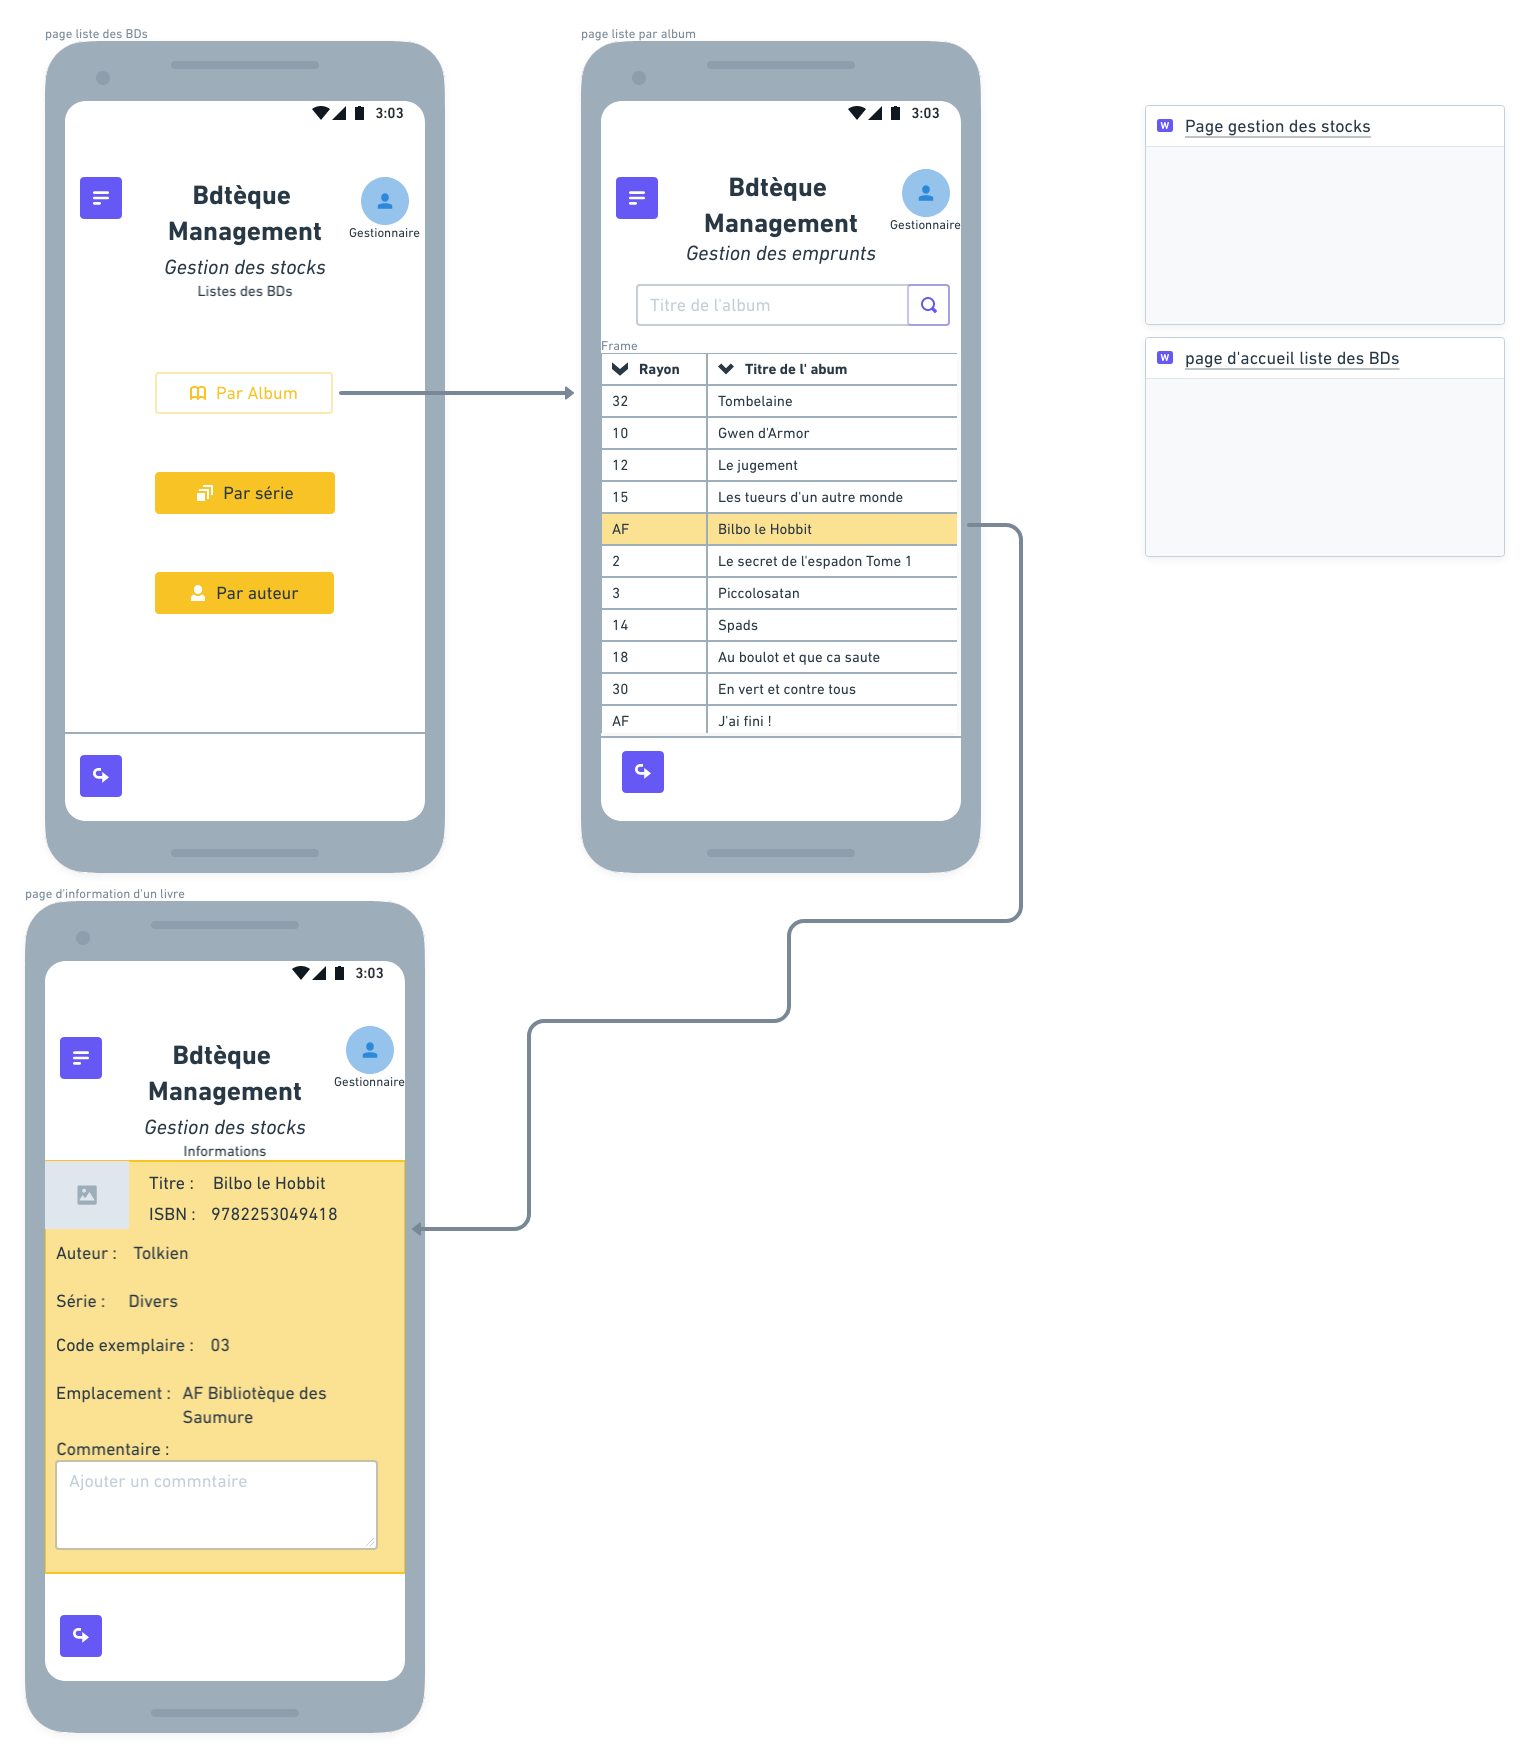 page liste des BDs
3:03
Bdtèque
Management
Gestionnaire
Gestion des stocks
Listes des BDs
Par Album
Par série
Par auteur
page liste par album
3:03
Bdtèque
Management
Gestionnaire
Gestion des emprunts
Titre de l'album
Frame
Rayon Titre de l' abum
32 Tombelaine
10 Gwen d'Armor
12 Le jugement
15 Les tueurs d'un autre monde
AF Bilbo le Hobbit
2 Le secret de l'espadon Tome 1
3 Piccolosatan
14 Spads
18 Au boulot et que ca saute
30 En vert et contre tous
AF J'ai fini !
W Page gestion des stocks
W page d'accueil liste des BDs
page d'information d'un livre
3:03
Bdtèque
Management
Gestionnaire
Gestion des stocks
Informations
Titre : Bilbo le Hobbit
ISBN : 9782253049418
Auteur : Tolkien
Série : Divers
Code exemplaire : 03
Emplacement : AF Bibliotèque des
Saumure
Commentaire :
Ajouter un commntaire